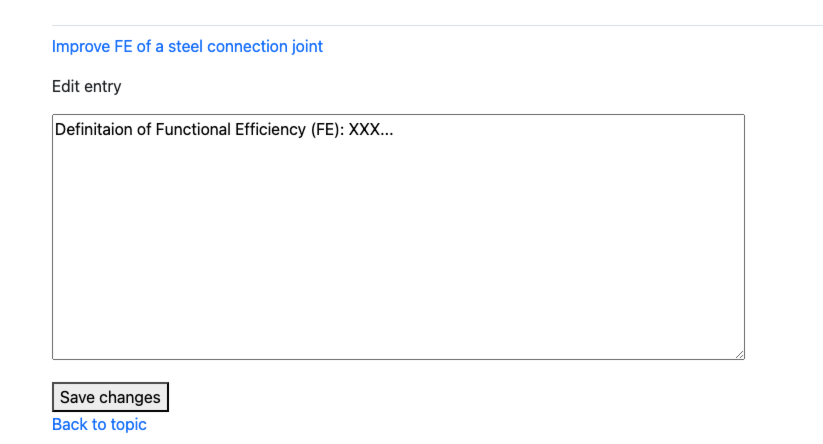 Improve FE of a steel connection joint
Edit entry
Definitaion of Functional Efficiency (FE): XXX...
Save changes
Back to topic